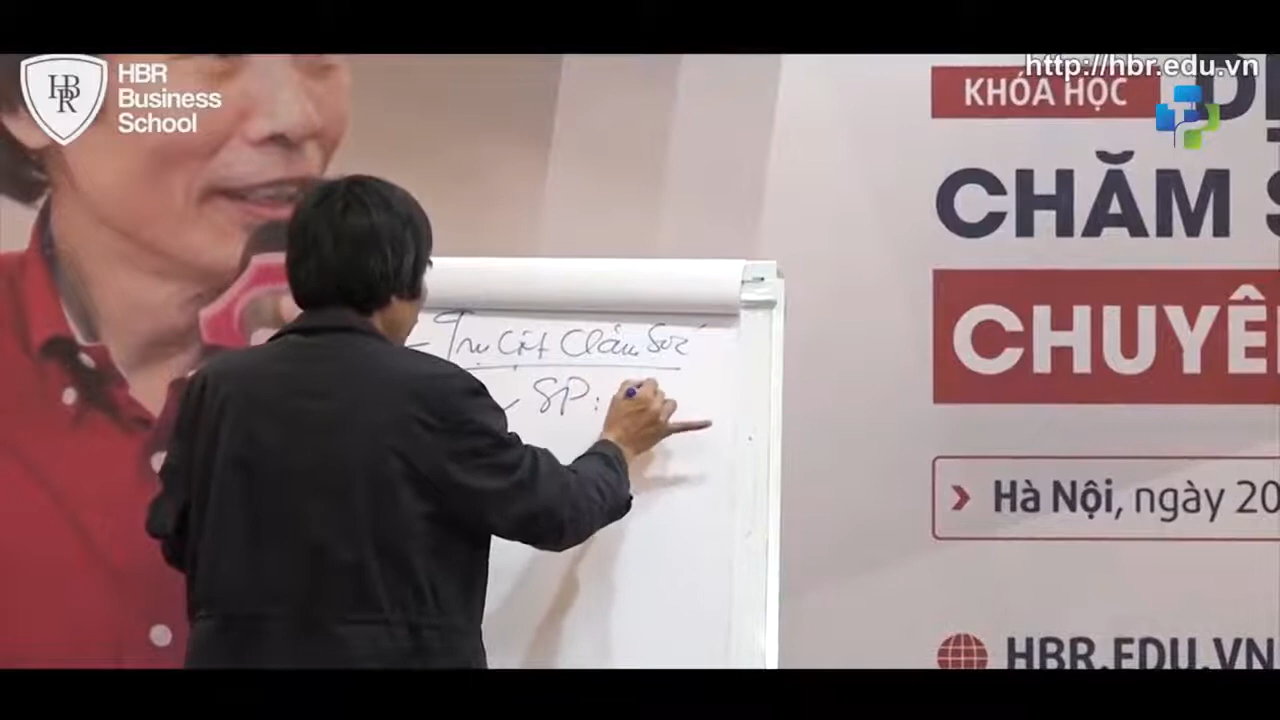 HBR
Business
School
HBR
http://hbr.edu.vn
KHÓA HỌC
CHĂM
CHUYÊ
Hà Nội, ngày 20
HBR.EDU.VN
- Trụ Cột Chăm Sóc
SP: